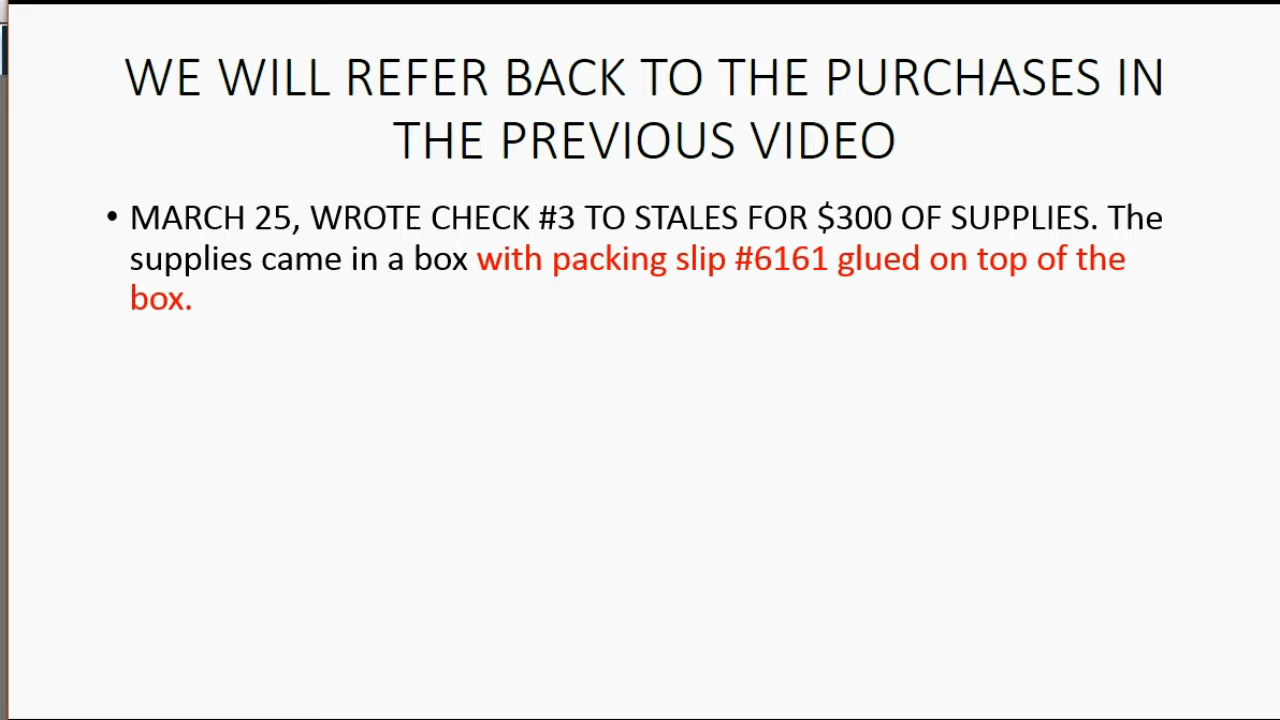 WE WILL REFER BACK TO THE PURCHASES IN
THE PREVIOUS VIDEO
• MARCH 25, WROTE CHECK #3 TO STALES FOR $300 OF SUPPLIES. The
supplies came in a box with packing slip #6161 glued on top of the
box.